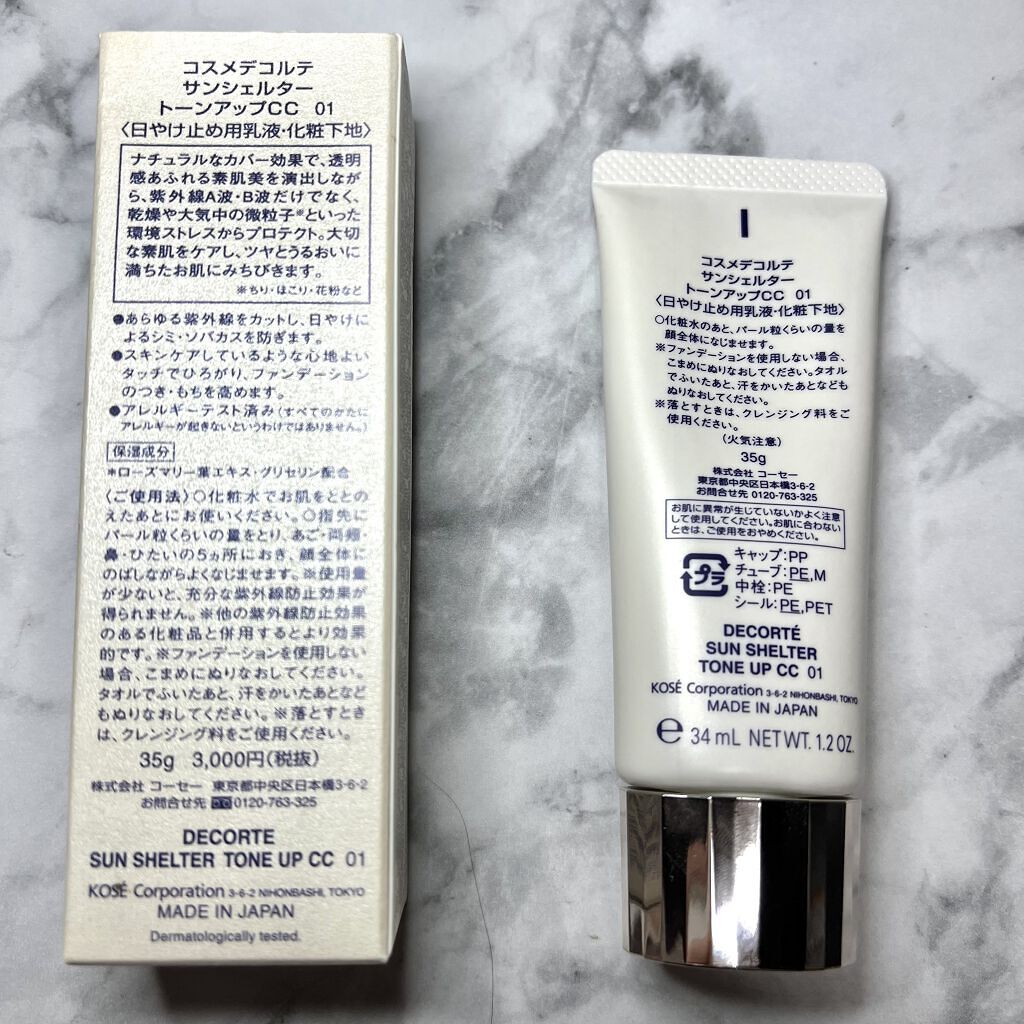 コスメデコルテ
サンシェルター
トーンアップCC 01
〈日やけ止め用乳液・化粧下地〉
ナチュラルなカバー効果で、透明
感あふれる素肌美を演出しなが
ら、紫外線A波・B波だけでなく、
乾燥や大気中の微粒子※といった
環境ストレスからプロテクト。大切
な素肌をケアし、ツヤとうるおいに
満ちたお肌にみちびきます。
※ちり・ほこり・花粉など
●あらゆる紫外線をカットし、日やけに
よるシミ・ソバカスを防ぎます。
●スキンケアしているような心地よい
タッチでひろがり、ファンデーション
のつき・もちを高めます。
●アレルギーテスト済み(すべてのかたに
アレルギーが起きないというわけではありません。)
保湿成分
*ローズマリー葉エキス・グリセリン配合
〈ご使用法〉○化粧水でお肌をととの
えたあとにお使いください。○指先に
パール粒くらいの量をとり、あご・両頬・
鼻・ひたいの5ヵ所におき、顔全体に
のばしながらよくなじませます。※使用量
が少ないと、充分な紫外線防止効果が
得られません。※他の紫外線防止効果
のある化粧品と併用するとより効果
的です。※ファンデーションを使用しない
場合、こまめにぬりなおしてください。
タオルでふいたあと、汗をかいたあとなど
もぬりなおしてください。※落とすとき
は、クレンジング料をご使用ください。
35g 3,000円(税抜)
株式会社 コーセー 東京都中央区日本橋3-6-2
お問合せ先 0120-763-325
DECORTE
SUN SHELTER TONE UP CC 01
KOSÉ Corporation 3-6-2 NIHONBASHI, TOKYO
MADE IN JAPAN
Dermatologically tested.
コスメデコルテ
サンシェルター
トーンアップCC 01
〈日やけ止め用乳液・化粧下地〉
○化粧水のあと、パール粒くらいの量を
顔全体になじませます。
※ファンデーションを使用しない場合、
こまめにぬりなおしてください。タオル
でふいたあと、汗をかいたあとなども
ぬりなおしてください。
※落とすときは、クレンジング料をご
使用ください。
(火気注意)
35g
株式会社 コーセー
東京都中央区日本橋3-6-2
お問合せ先 0120-763-325
お肌に異常が生じていないかよく注意
して使用してください。お肌に合わない
ときは、ご使用をおやめください。
プラ
キャップ:PP
チューブ:PE,M
中栓:PE
シール:PE,PET
DECORTÉ
SUN SHELTER
TONE UP CC 01
KOSÉ Corporation 3-6-2 NIHONBASHI, TOKYO
MADE IN JAPAN
℮ 34 mL NET WT. 1.2 OZ.